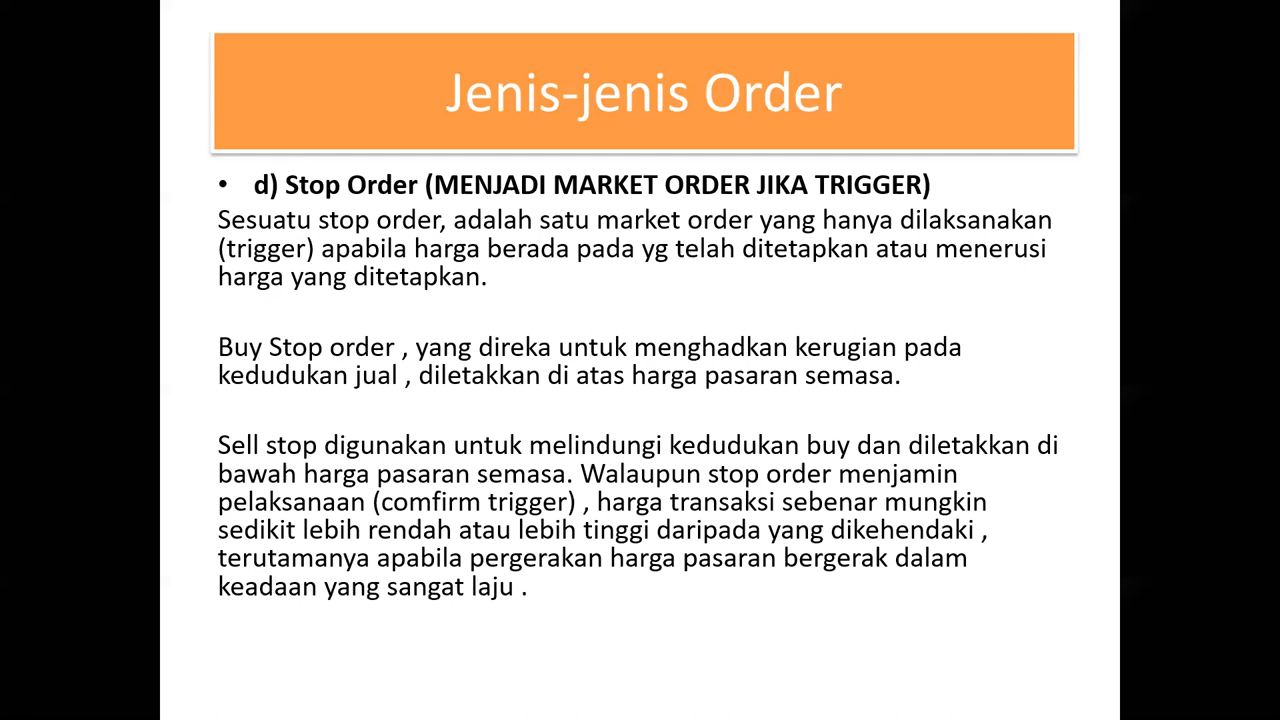 Jenis-jenis Order
• d) Stop Order (MENJADI MARKET ORDER JIKA TRIGGER)
Sesuatu stop order, adalah satu market order yang hanya dilaksanakan
(trigger) apabila harga berada pada yg telah ditetapkan atau menerusi
harga yang ditetapkan.
Buy Stop order , yang direka untuk menghadkan kerugian pada
kedudukan jual , diletakkan di atas harga pasaran semasa.
Sell stop digunakan untuk melindungi kedudukan buy dan diletakkan di
bawah harga pasaran semasa. Walaupun stop order menjamin
pelaksanaan (comfirm trigger) , harga transaksi sebenar mungkin
sedikit lebih rendah atau lebih tinggi daripada yang dikehendaki ,
terutamanya apabila pergerakan harga pasaran bergerak dalam
keadaan yang sangat laju .